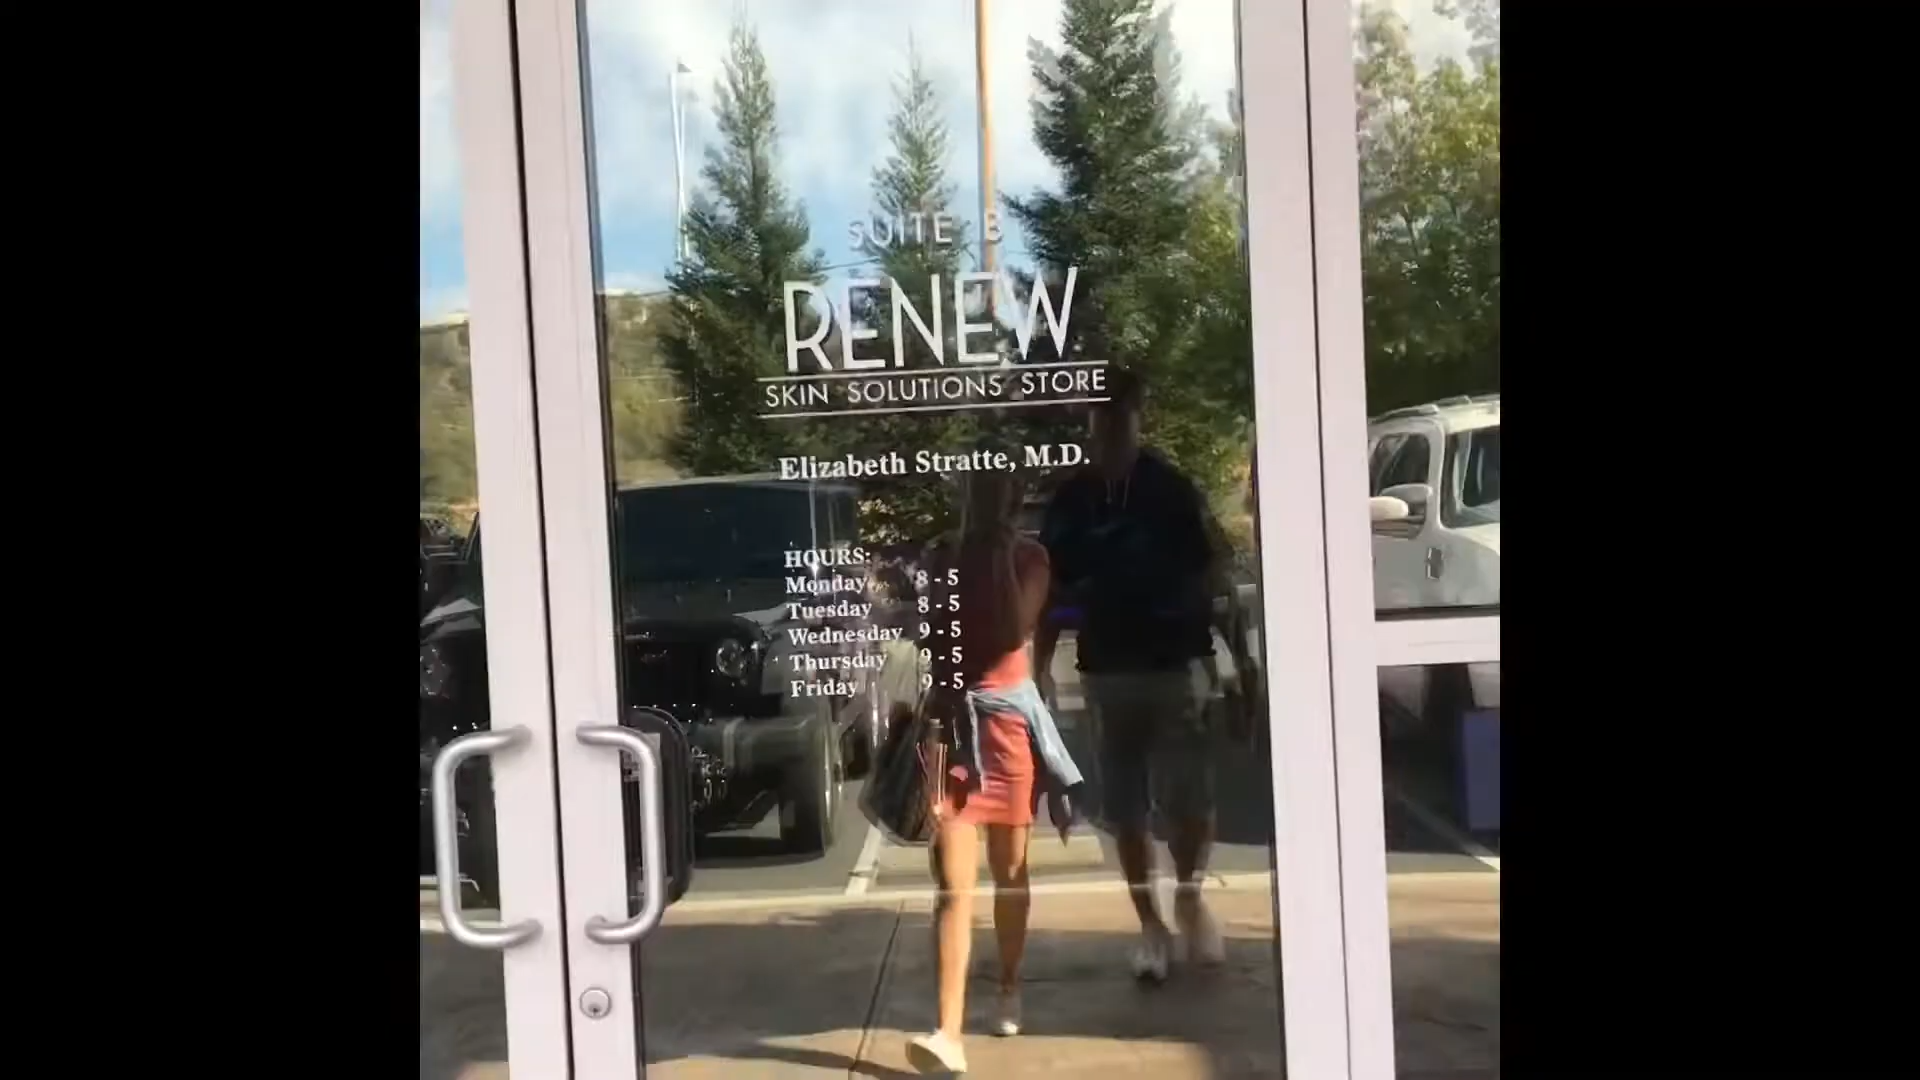 SUITE B
RENEW
SKIN SOLUTIONS STORE
Elizabeth Stratte, M.D.
HOURS:
Monday 8 - 5
Tuesday 8 - 5
Wednesday 9 - 5
Thursday 9 - 5
Friday 9 - 5